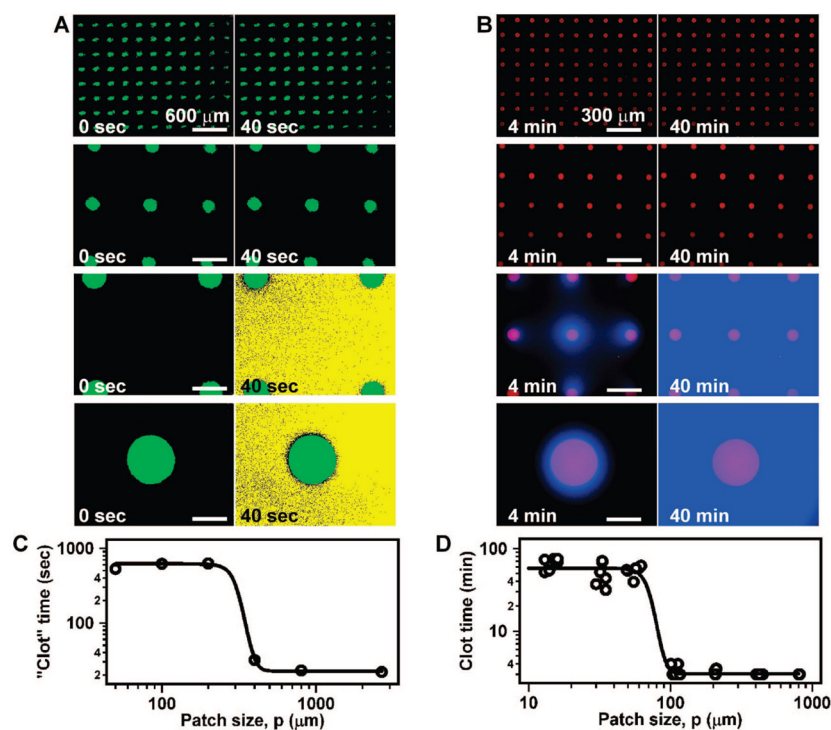 A
B
600 μm
0 sec
40 sec
300 μm
4 min
40 min
0 sec
40 sec
4 min
40 min
0 sec
40 sec
4 min
40 min
0 sec
40 sec
4 min
40 min
C
"Clot" time (sec)
1000
4
2
100
4
2
100
1000
Patch size, p (μm)
D
Clot time (min)
100
4
2
10
4
10
100
1000
Patch size, p (μm)